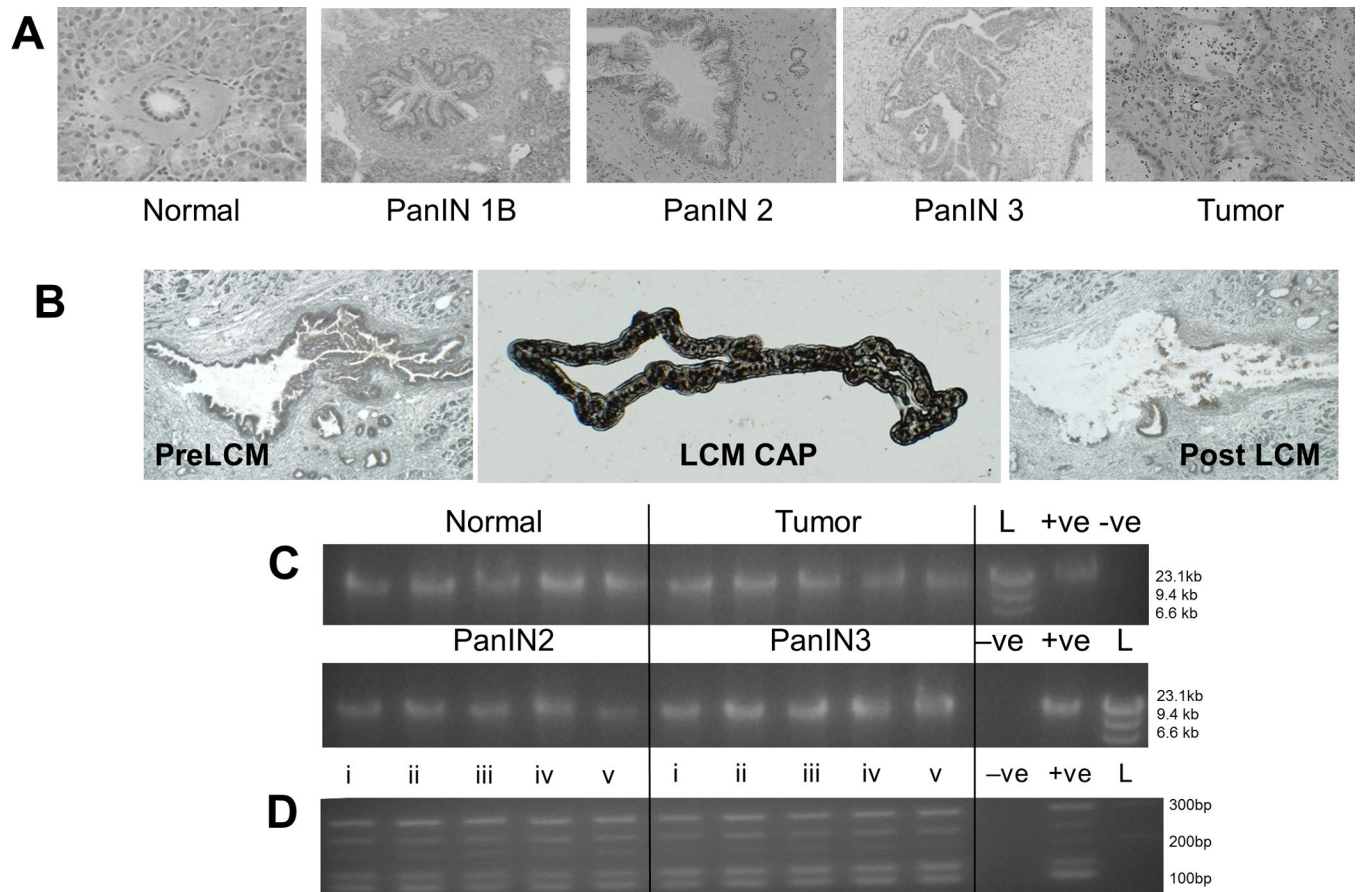 A
Normal PanIN 1B PanIN 2 PanIN 3 Tumor
B
PreLCM LCM CAP Post LCM
Normal Tumor L +ve -ve
C
23.1kb
9.4 kb
6.6 kb
PanIN2 PanIN3 –ve +ve L
23.1kb
9.4 kb
6.6 kb
i ii iii iv v i ii iii iv v –ve +ve L
D
300bp
200bp
100bp